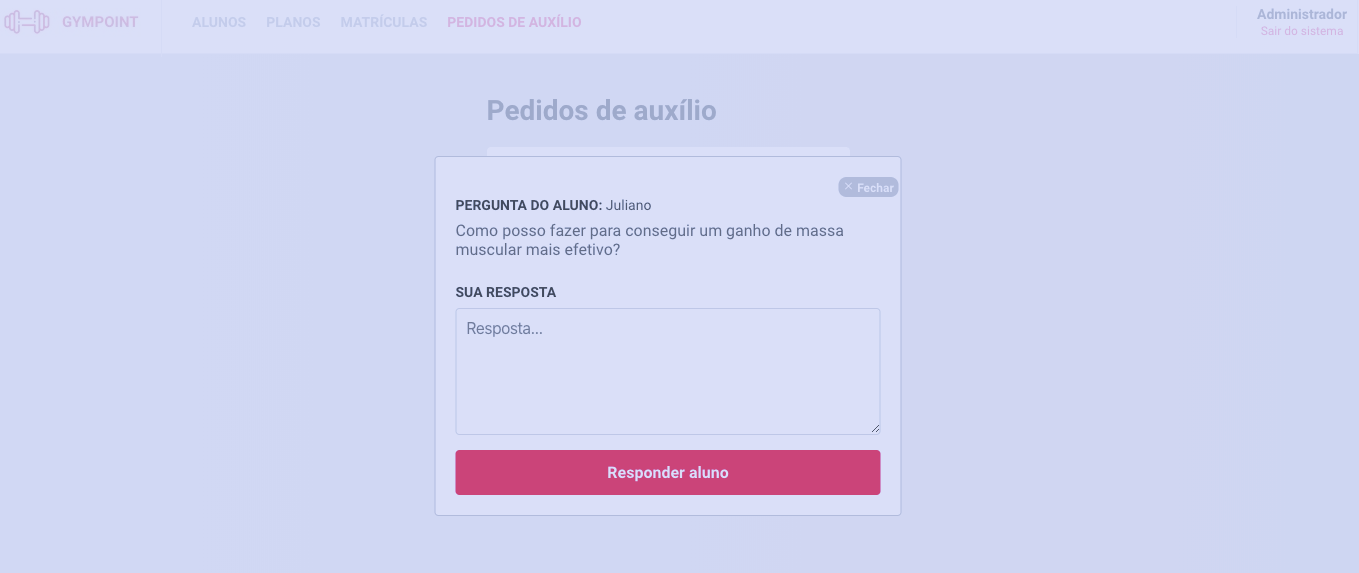 GYMPOINT ALUNOS PLANOS MATRÍCULAS PEDIDOS DE AUXÍLIO Administrador
Sair do sistema
Pedidos de auxílio
× Fechar
PERGUNTA DO ALUNO: Juliano
Como posso fazer para conseguir um ganho de massa
muscular mais efetivo?
SUA RESPOSTA
Resposta...
Responder aluno